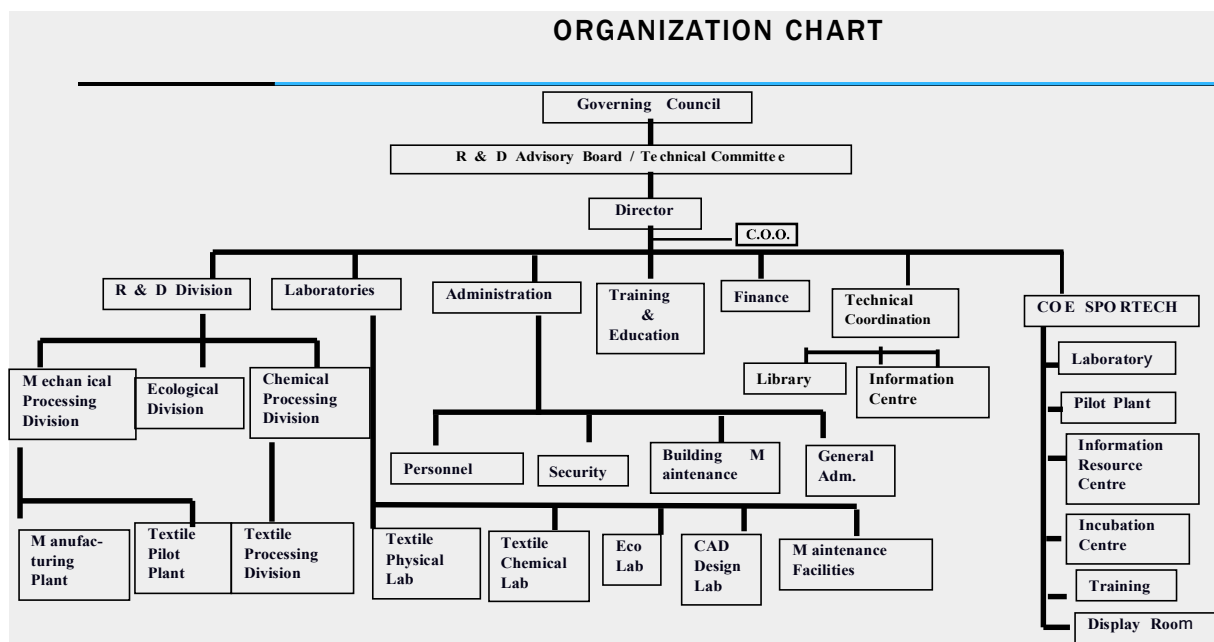 ORGANIZATION CHART
Governing Council
R & D Advisory Board / Technical Committee
Director
C.O.O.
R & D Division
Laboratories
Administration
Training
&
Education
Finance
Technical
Coordination
COE SPORTECH
Mechanical
Processing
Division
Ecological
Division
Chemical
Processing
Division
Library
Information
Centre
Laboratory
Pilot Plant
Information
Resource
Centre
Incubation
Centre
Training
Display Room
Personnel
Security
Building M
aintenance
General
Adm.
Manufac-
turing
Plant
Textile
Pilot
Plant
Textile
Processing
Division
Textile
Physical
Lab
Textile
Chemical
Lab
Eco
Lab
CAD
Design
Lab
Maintenance
Facilities